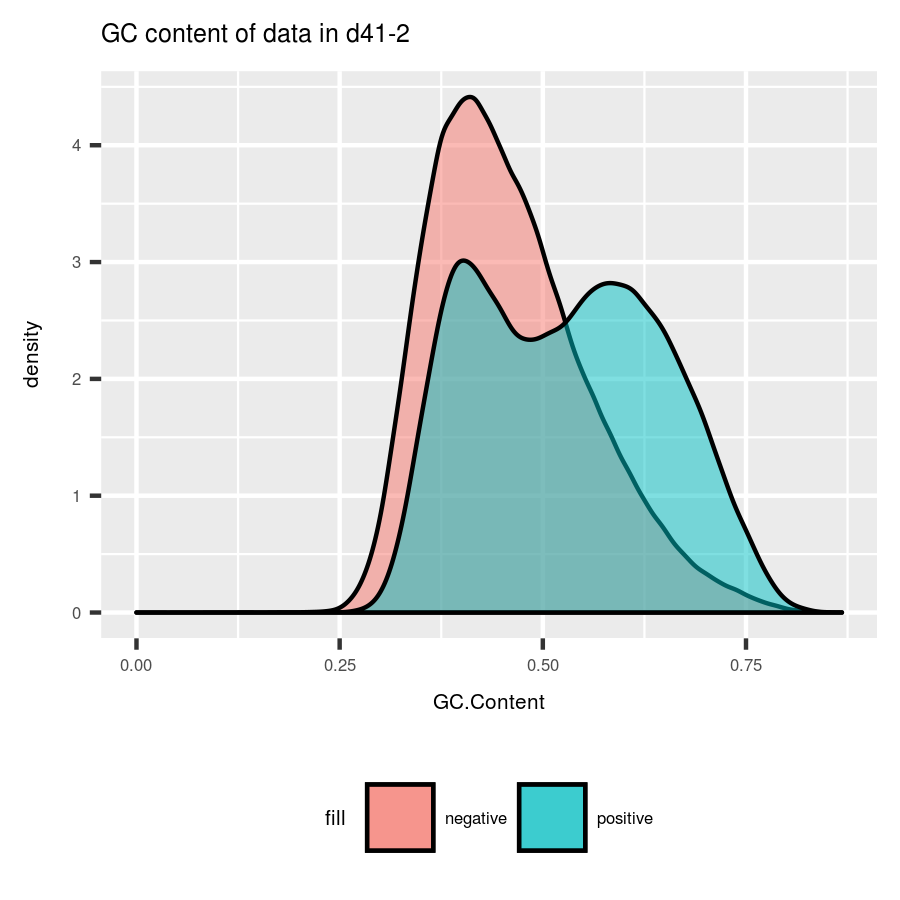 GC content of data in d41-2
4
3
2
1
0
density
0.00 0.25 0.50 0.75
GC.Content
fill negative positive